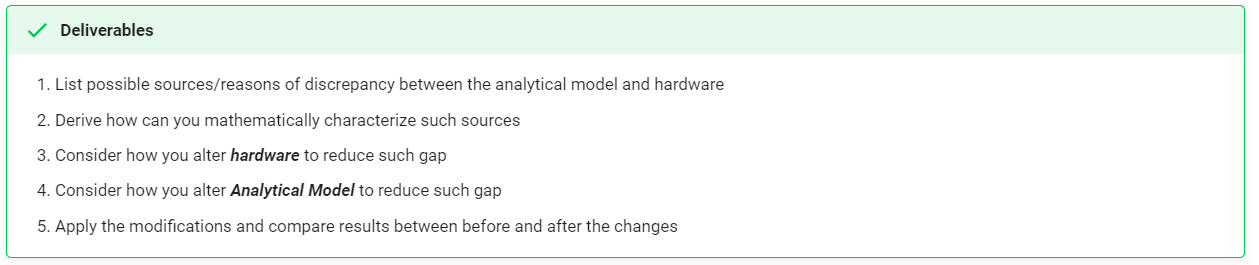 Deliverables
1. List possible sources/reasons of discrepancy between the analytical model and hardware
2. Derive how can you mathematically characterize such sources
3. Consider how you alter hardware to reduce such gap
4. Consider how you alter Analytical Model to reduce such gap
5. Apply the modifications and compare results between before and after the changes